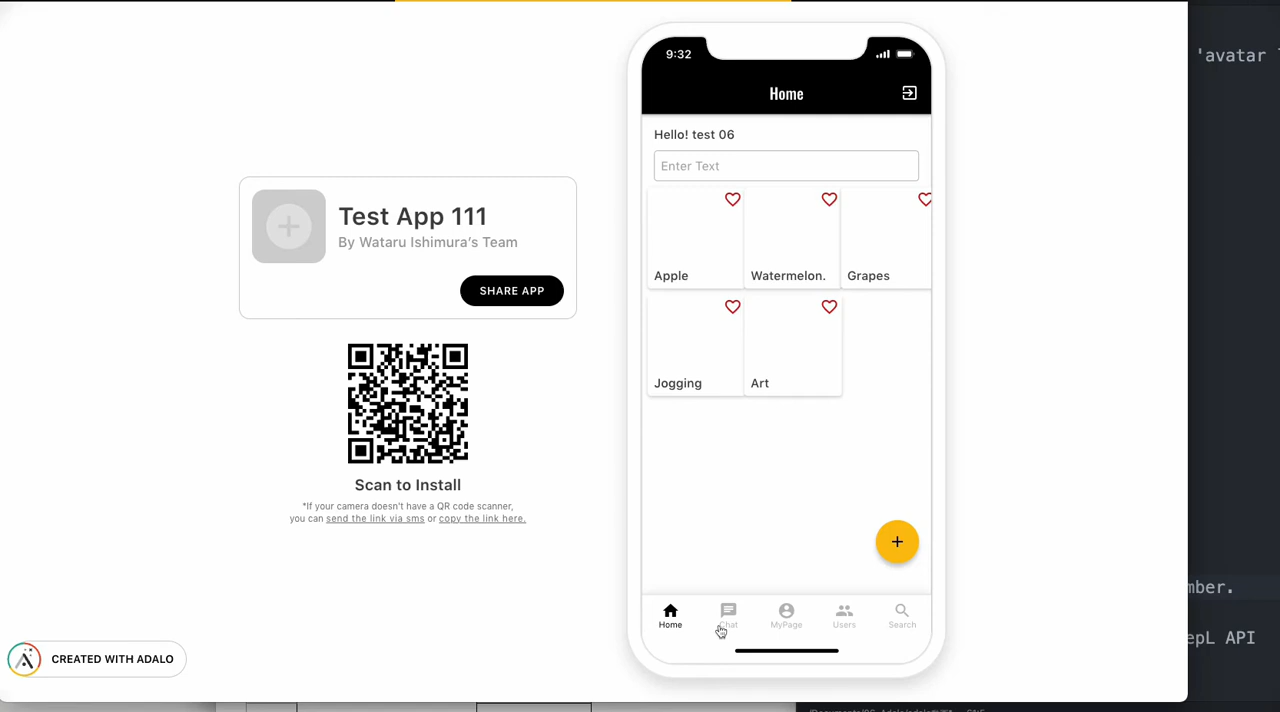 Test App 111
By Wataru Ishimura's Team
SHARE APP
Scan to Install
*If your camera doesn't have a QR code scanner,
you can send the link via sms or copy the link here.
CREATED WITH ADALO
9:32
Home
Hello! test 06
Enter Text
Apple
Watermelon.
Grapes
Jogging
Art
Home
Chat
MyPage
Users
Search
'avatar
mber.
epL API